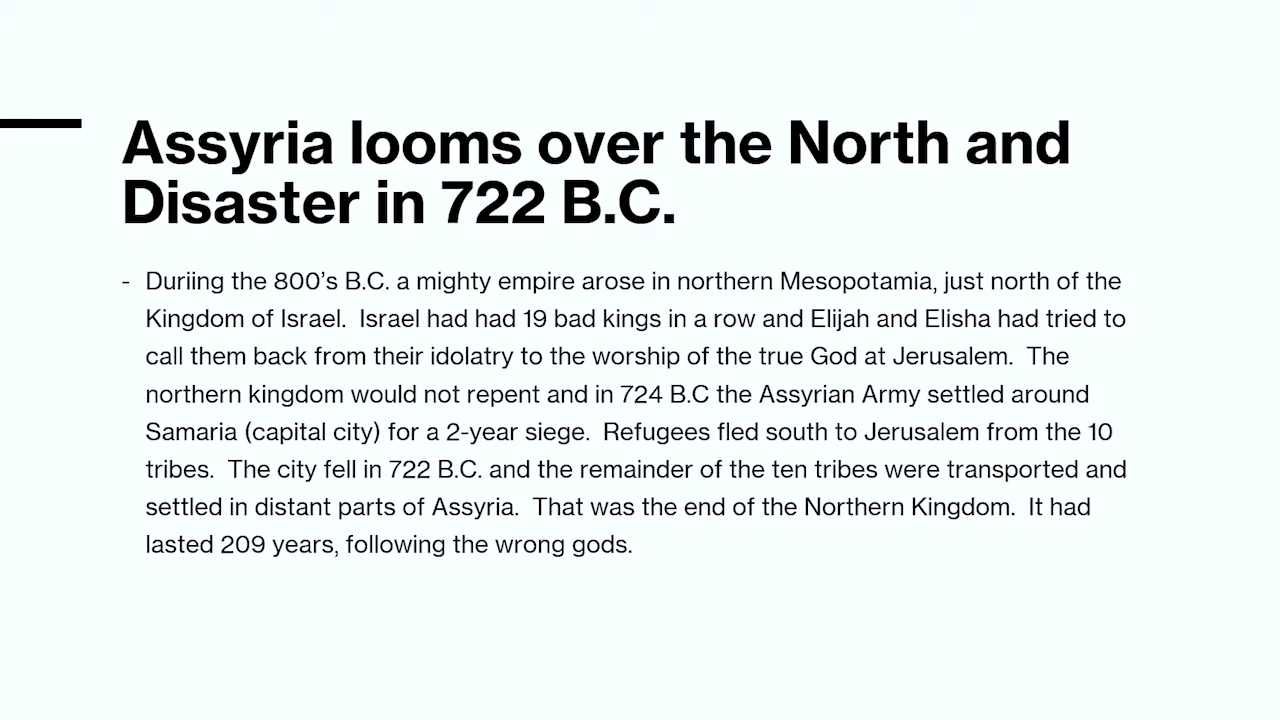 Assyria looms over the North and
Disaster in 722 B.C.
- Duriing the 800's B.C. a mighty empire arose in northern Mesopotamia, just north of the
Kingdom of Israel.  Israel had had 19 bad kings in a row and Elijah and Elisha had tried to
call them back from their idolatry to the worship of the true God at Jerusalem.  The
northern kingdom would not repent and in 724 B.C the Assyrian Army settled around
Samaria (capital city) for a 2-year siege.  Refugees fled south to Jerusalem from the 10
tribes.  The city fell in 722 B.C. and the remainder of the ten tribes were transported and
settled in distant parts of Assyria.  That was the end of the Northern Kingdom.  It had
lasted 209 years, following the wrong gods.